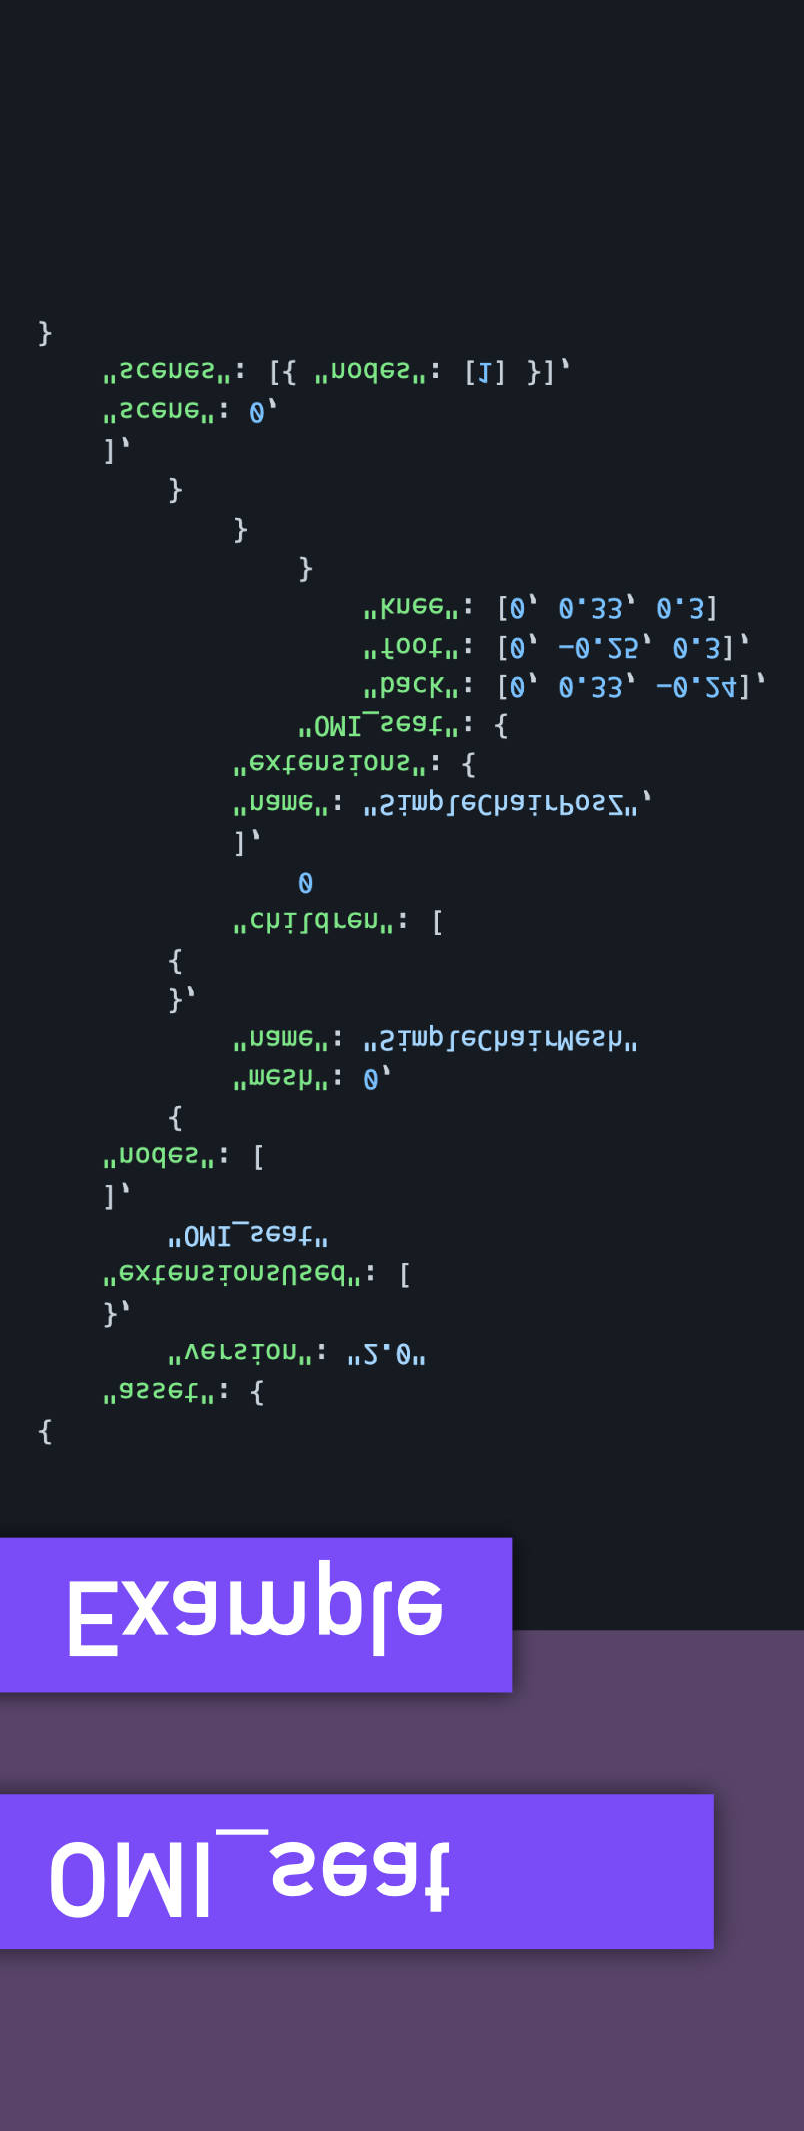 OMI_seat
Example
{
    "asset": {
        "version": "2.0"
    },
    "extensionsUsed": [
        "OMI_seat"
    ],
    "nodes": [
        {
            "mesh": 0,
            "name": "SimpleChairMesh"
        },
        {
            "children": [
                0
            ],
            "name": "SimpleChairPosZ",
            "extensions": {
                "OMI_seat": {
                    "back": [0, 0.33, -0.24],
                    "foot": [0, -0.25, 0.3],
                    "knee": [0, 0.33, 0.3]
                }
            }
        }
    ],
    "scene": 0,
    "scenes": [{ "nodes": [1] }],
}